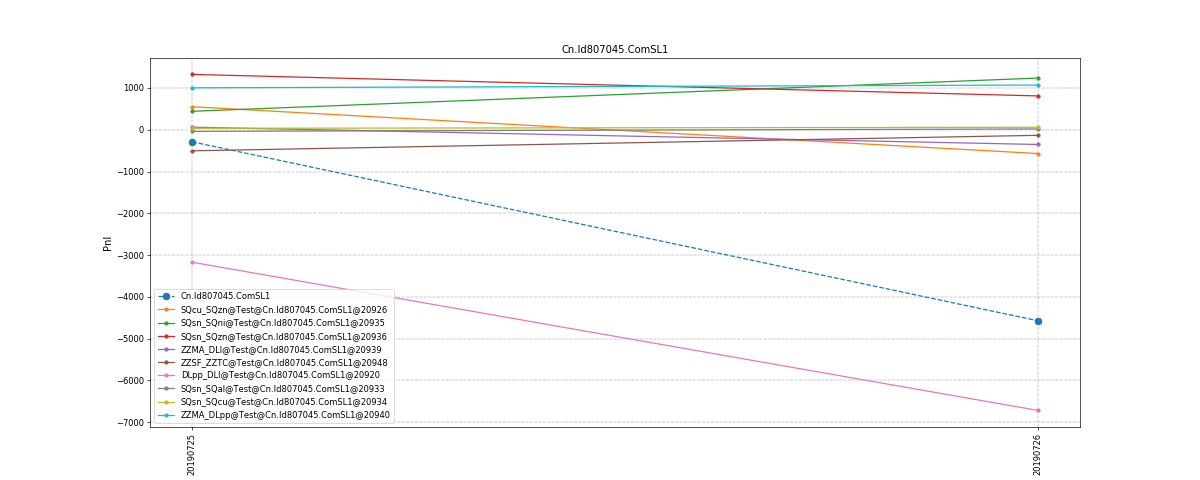 Cn.Id807045.ComSL1
1000
0
−1000
−2000
−3000
−4000
−5000
−6000
−7000
Pnl
Cn.Id807045.ComSL1
SQcu_SQzn@Test@Cn.Id807045.ComSL1@20926
SQsn_SQni@Test@Cn.Id807045.ComSL1@20935
SQsn_SQzn@Test@Cn.Id807045.ComSL1@20936
ZZMA_DLl@Test@Cn.Id807045.ComSL1@20939
ZZSF_ZZTC@Test@Cn.Id807045.ComSL1@20948
DLpp_DLl@Test@Cn.Id807045.ComSL1@20920
SQsn_SQal@Test@Cn.Id807045.ComSL1@20933
SQsn_SQcu@Test@Cn.Id807045.ComSL1@20934
ZZMA_DLpp@Test@Cn.Id807045.ComSL1@20940
20190725
20190726